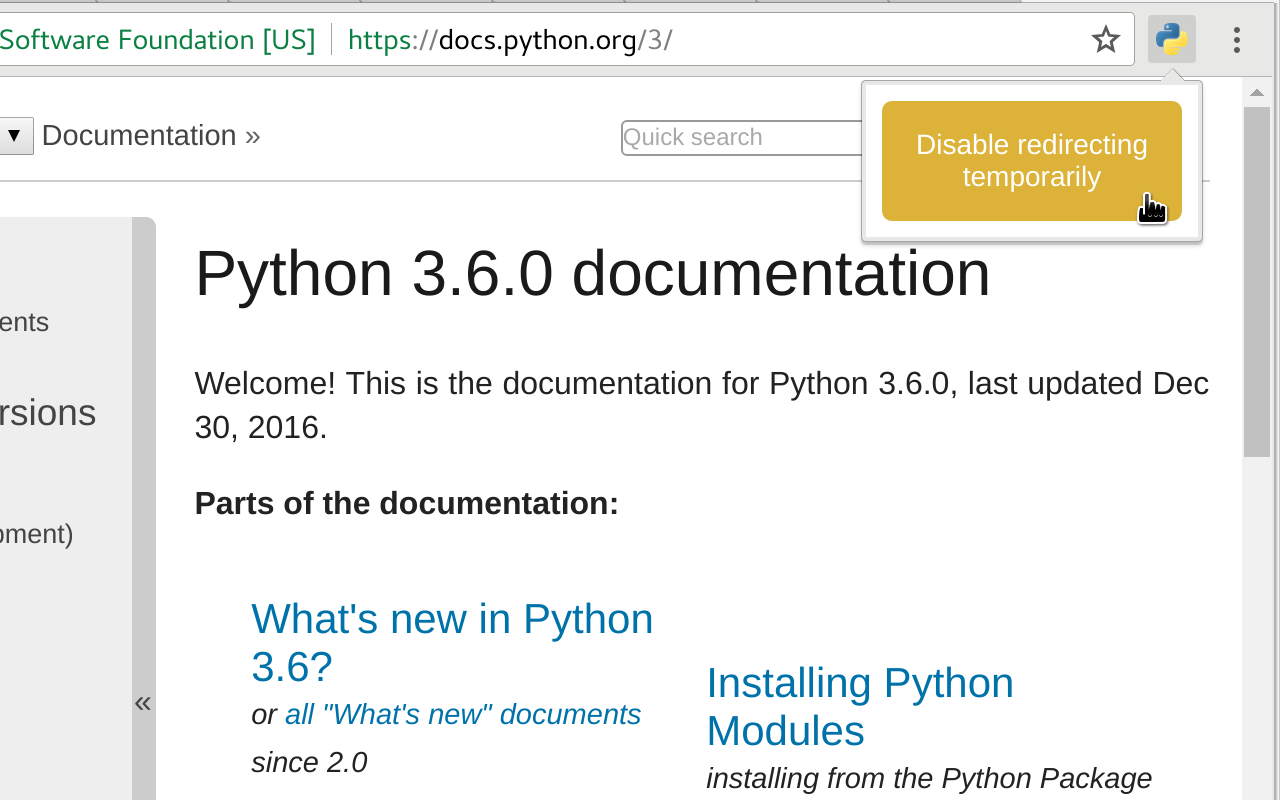 Software Foundation [US] https://docs.python.org/3/
Documentation »
Quick search
Disable redirecting
temporarily
Python 3.6.0 documentation
ents
Welcome! This is the documentation for Python 3.6.0, last updated Dec
30, 2016.
rsions
Parts of the documentation:
pment)
What's new in Python
3.6?
or all "What's new" documents
since 2.0
«
Installing Python
Modules
installing from the Python Package